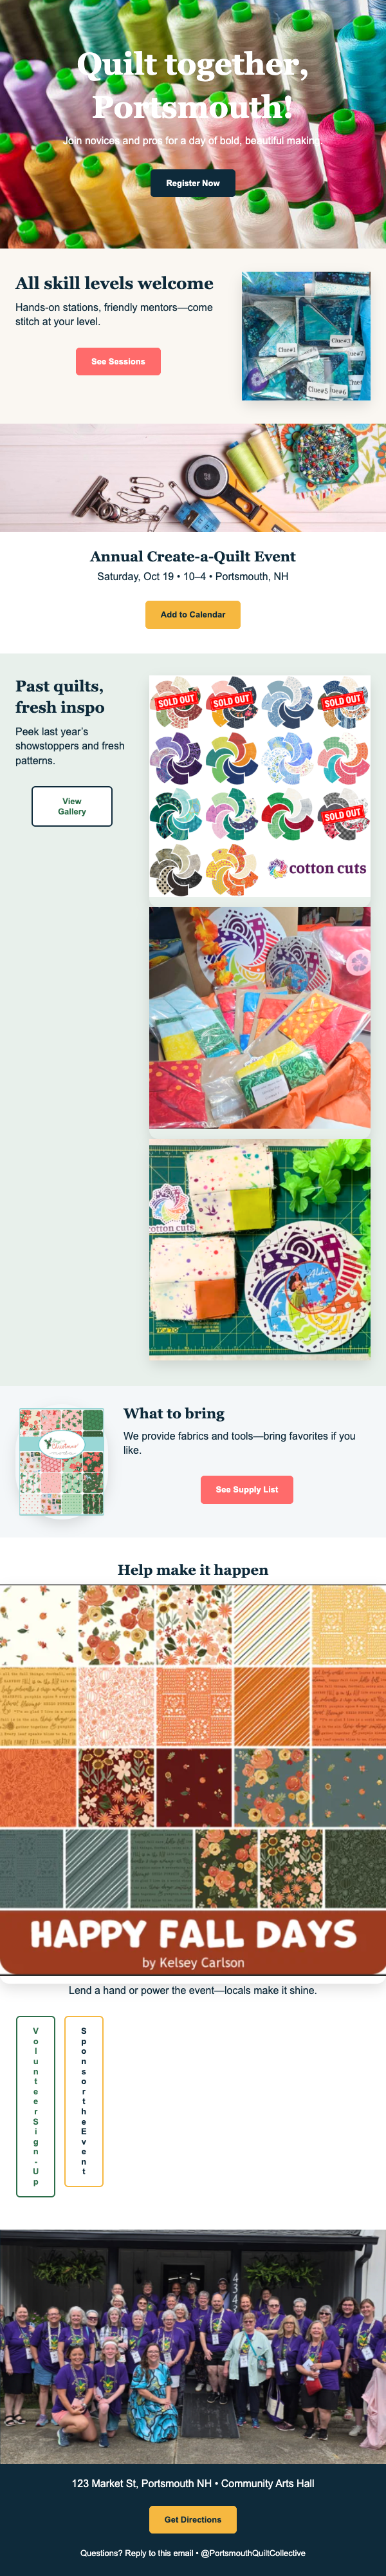 Quilt together,
Portsmouth!
Join novices and pros for a day of bold, beautiful making.
Register Now
All skill levels welcome
Hands-on stations, friendly mentors—come
stitch at your level.
See Sessions
Clue#1
Clue#5
Clue#6
Annual Create-a-Quilt Event
Saturday, Oct 19 • 10–4 • Portsmouth, NH
Add to Calendar
Past quilts,
fresh inspo
Peek last year's
showstoppers and fresh
patterns.
View
Gallery
SOLD OUT
SOLD OUT
SOLD OUT
SOLD OUT
cotton cuts
cotton cuts
What to bring
We provide fabrics and tools—bring favorites if you
like.
See Supply List
Help make it happen
HAPPY FALL DAYS
by Kelsey Carlson
Lend a hand or power the event—locals make it shine.
Volunteer Sign-Up
Sponsor the Event
123 Market St, Portsmouth NH • Community Arts Hall
Get Directions
Questions? Reply to this email • @PortsmouthQuiltCollective